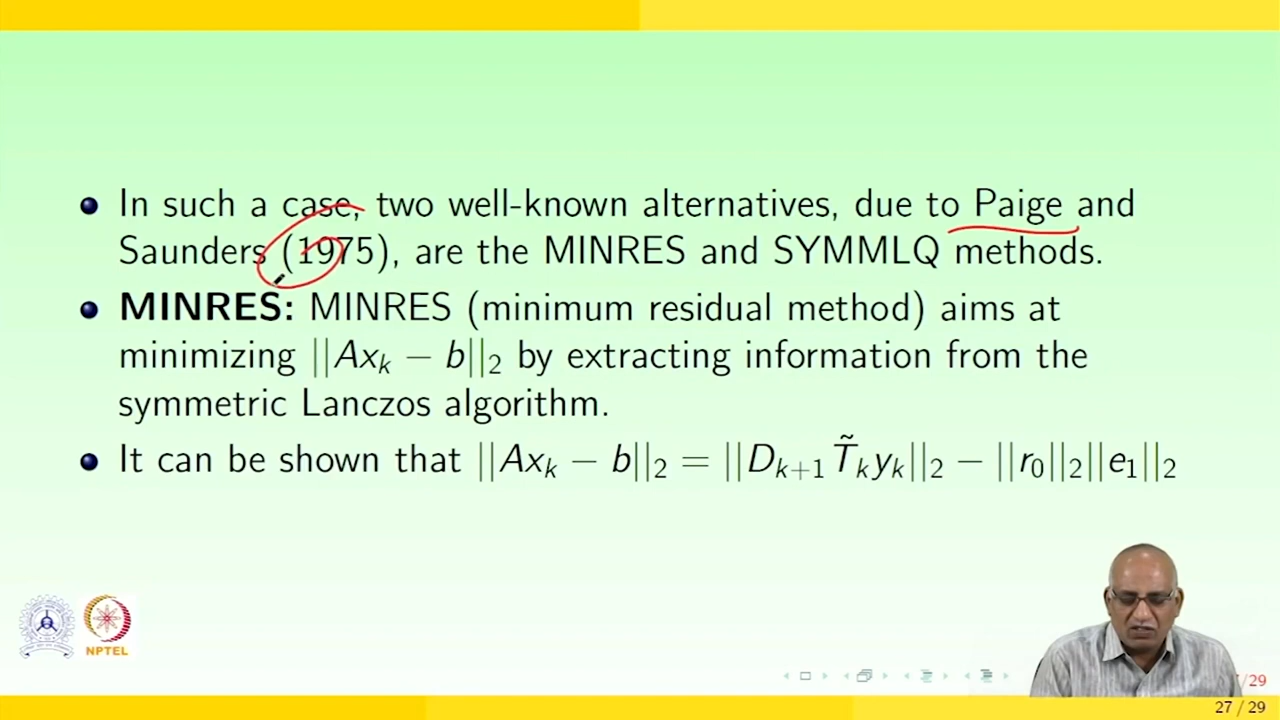 In such a case, two well-known alternatives, due to Paige and
Saunders (1975), are the MINRES and SYMMLQ methods.
MINRES: MINRES (minimum residual method) aims at
minimizing ||Ax_k − b||_2 by extracting information from the
symmetric Lanczos algorithm.
It can be shown that ||Ax_k − b||_2 = ||D_{k+1} T̃_k y_k||_2 − ||r_0||_2||e_1||_2
NPTEL
/29
27 / 29